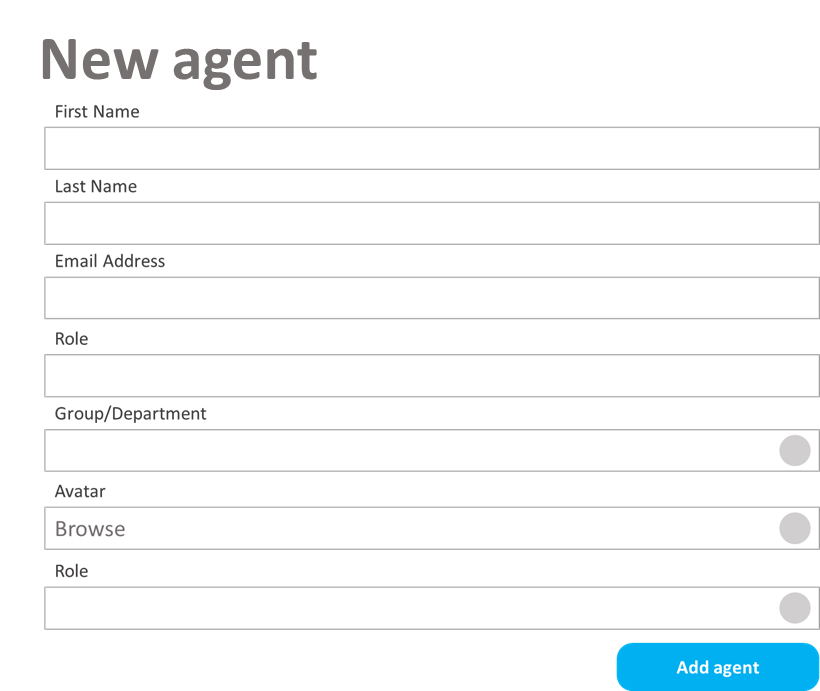 New agent
First Name
Last Name
Email Address
Role
Group/Department
Avatar
Browse
Role
Add agent